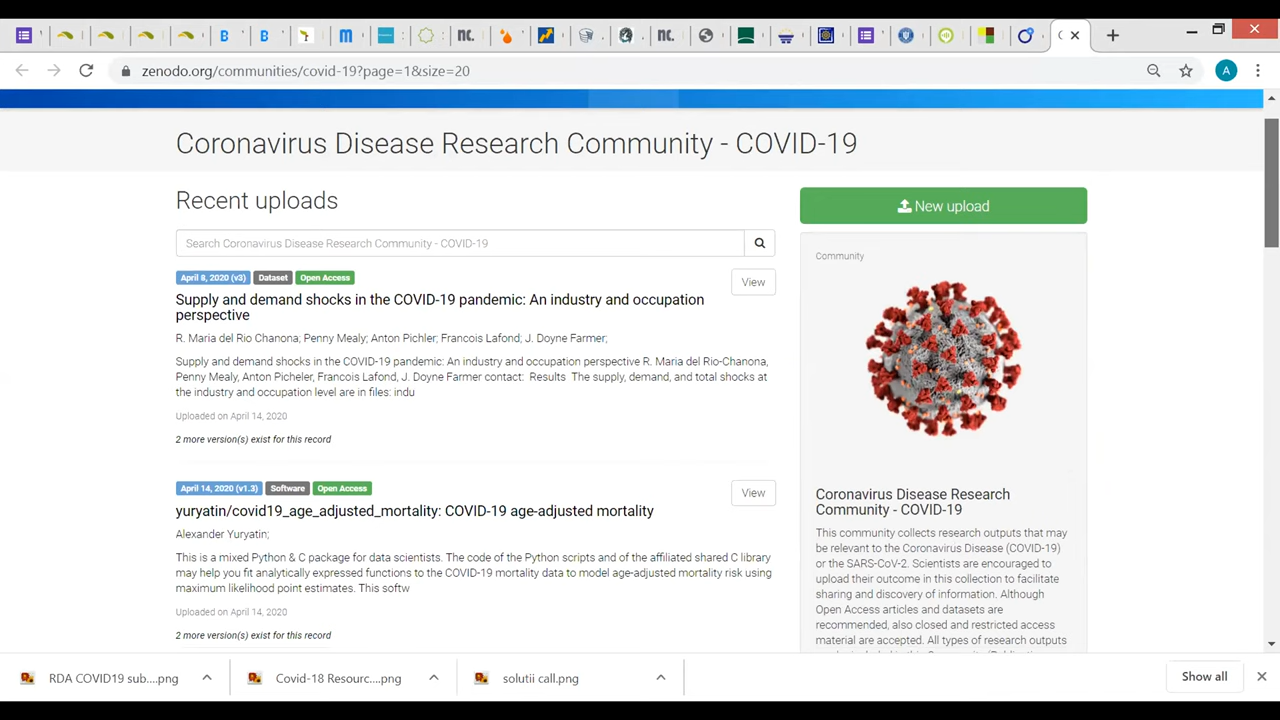 B
B
m
nc.
nc.
zenodo.org/communities/covid-19?page=1&size=20
A
Coronavirus Disease Research Community - COVID-19
Recent uploads
New upload
Search Coronavirus Disease Research Community - COVID-19
Community
April 8, 2020 (v3) Dataset Open Access
View
Supply and demand shocks in the COVID-19 pandemic: An industry and occupation
perspective
R. Maria del Rio Chanona; Penny Mealy; Anton Pichler; Francois Lafond; J. Doyne Farmer;
Supply and demand shocks in the COVID-19 pandemic: An industry and occupation perspective R. Maria del Rio-Chanona,
Penny Mealy, Anton Picheler, Francois Lafond, J. Doyne Farmer contact:  Results  The supply, demand, and total shocks at
the industry and occupation level are in files: indu
Uploaded on April 14, 2020
2 more version(s) exist for this record
April 14, 2020 (v1.3) Software Open Access
View
yuryatin/covid19_age_adjusted_mortality: COVID-19 age-adjusted mortality
Alexander Yuryatin;
This is a mixed Python & C package for data scientists. The code of the Python scripts and of the affiliated shared C library
may help you fit analytically expressed functions to the COVID-19 mortality data to model age-adjusted mortality risk using
maximum likelihood point estimates. This softw
Uploaded on April 14, 2020
2 more version(s) exist for this record
Coronavirus Disease Research
Community - COVID-19
This community collects research outputs that may
be relevant to the Coronavirus Disease (COVID-19)
or the SARS-CoV-2. Scientists are encouraged to
upload their outcome in this collection to facilitate
sharing and discovery of information. Although
Open Access articles and datasets are
recommended, also closed and restricted access
material are accepted. All types of research outputs
RDA COVID19 sub....png
Covid-18 Resourc....png
solutii call.png
Show all